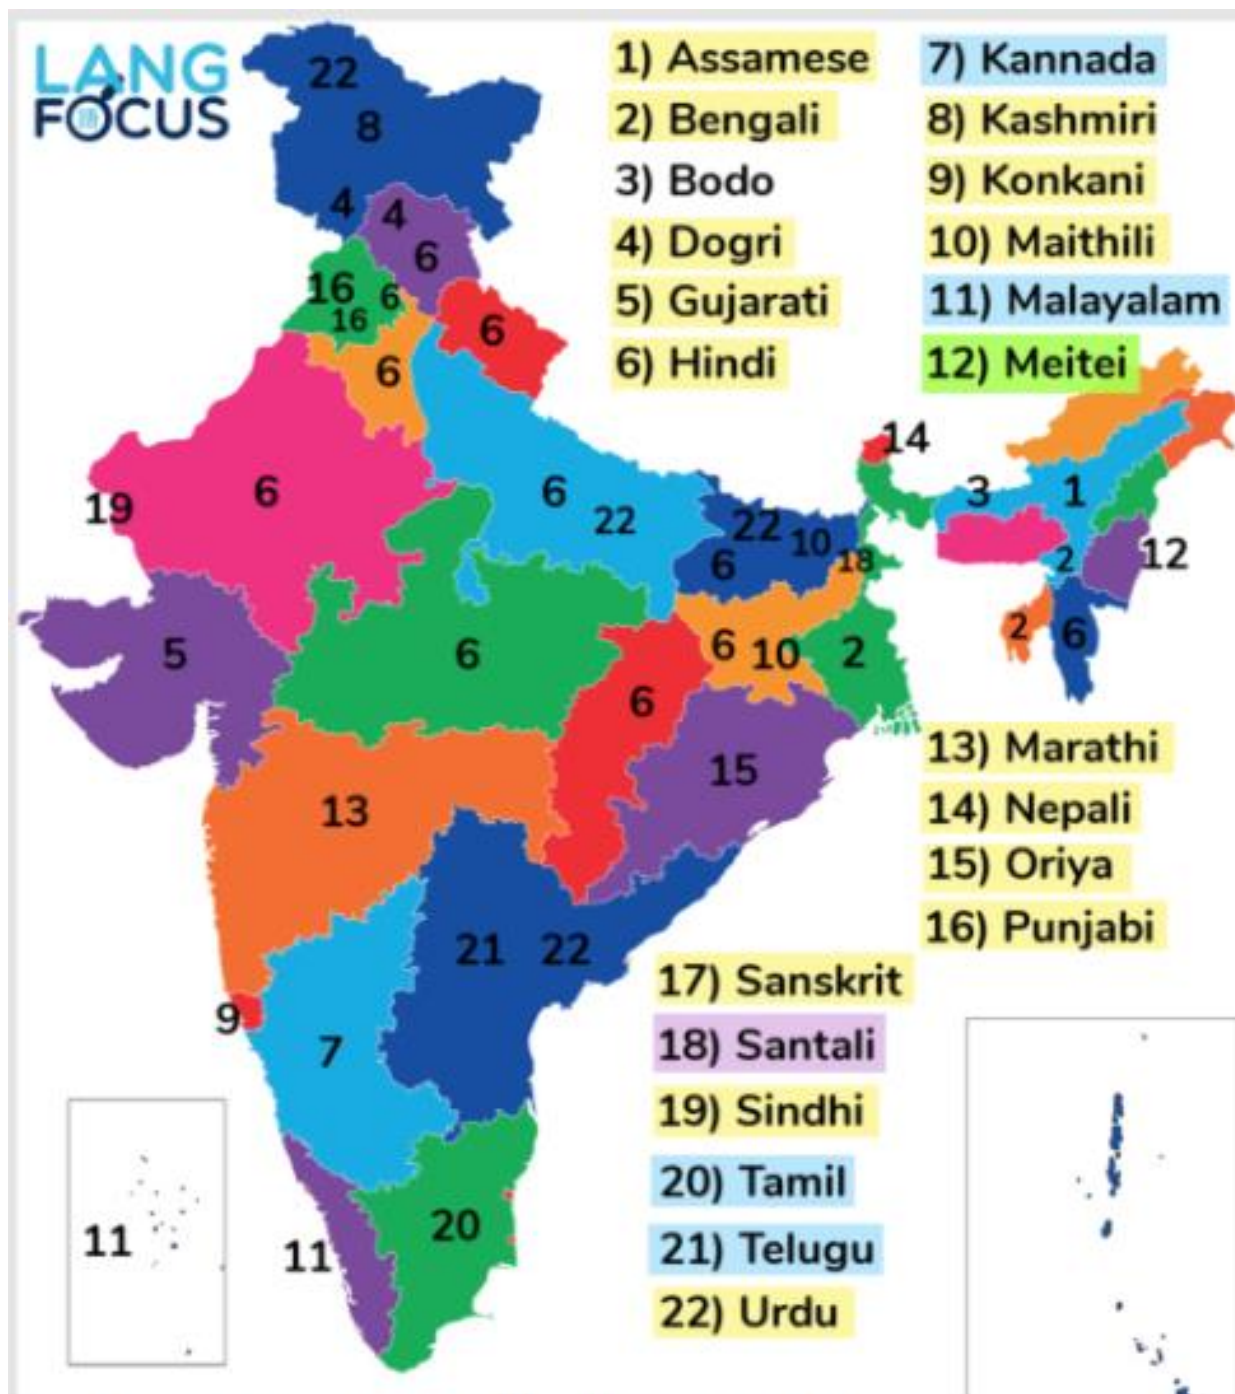 LANG
FOCUS
1) Assamese
2) Bengali
3) Bodo
4) Dogri
5) Gujarati
6) Hindi
7) Kannada
8) Kashmiri
9) Konkani
10) Maithili
11) Malayalam
12) Meitei
22
8
4
4
6
16
6
16
6
6
14
19
6
6
22
3
1
22
10
6
18
2
12
5
6
6
10
2
2
6
6
13) Marathi
14) Nepali
15) Oriya
16) Punjabi
15
13
21
22
17) Sanskrit
18) Santali
19) Sindhi
20) Tamil
21) Telugu
22) Urdu
9
7
20
11
11